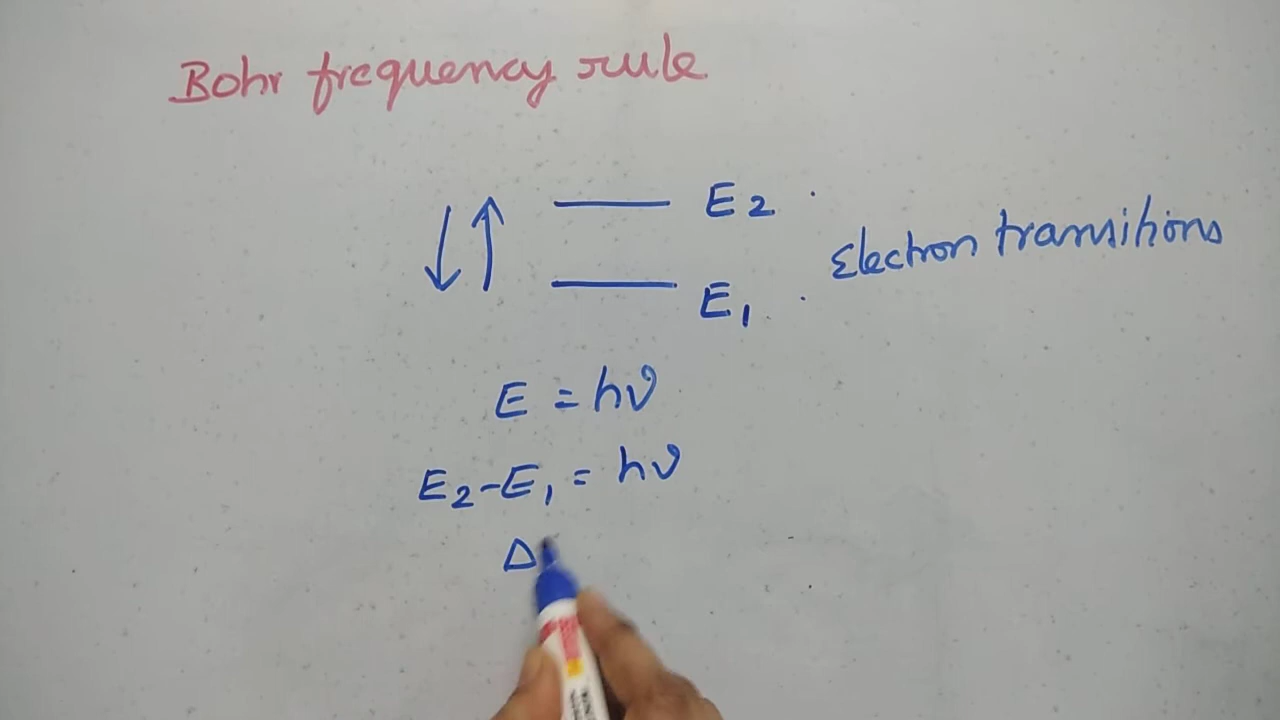 Bohr frequency rule
E2
Electron transitions
E1
E = hν
E2-E1 = hν
Δ